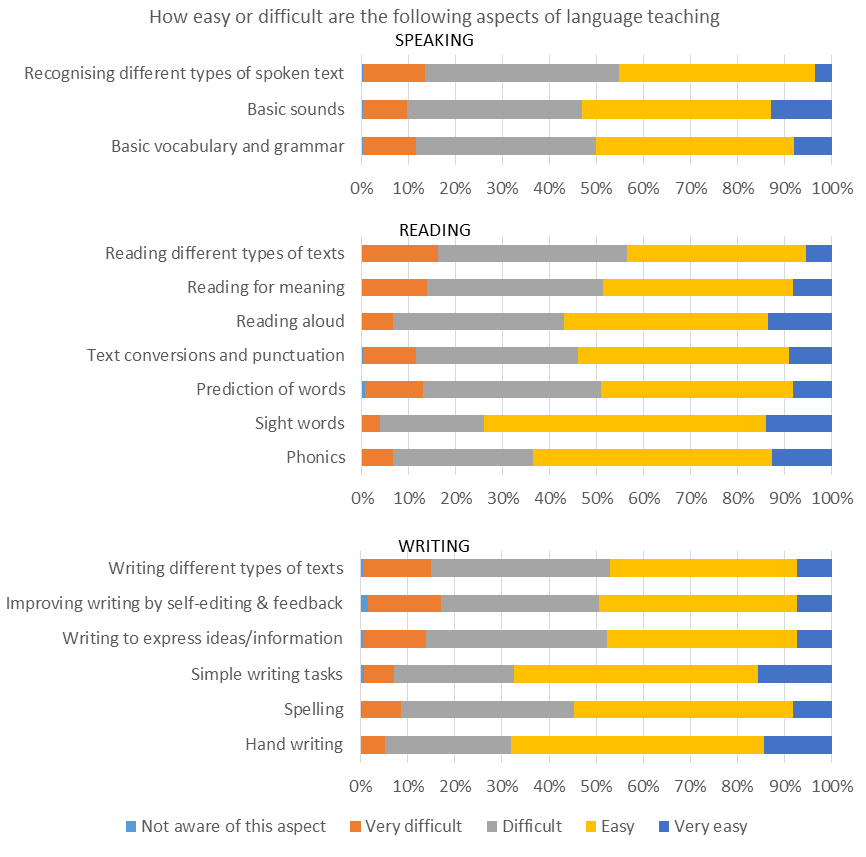 How easy or difficult are the following aspects of language teaching
SPEAKING
Recognising different types of spoken text
Basic sounds
Basic vocabulary and grammar
0% 10% 20% 30% 40% 50% 60% 70% 80% 90% 100%
READING
Reading different types of texts
Reading for meaning
Reading aloud
Text conversions and punctuation
Prediction of words
Sight words
Phonics
0% 10% 20% 30% 40% 50% 60% 70% 80% 90% 100%
WRITING
Writing different types of texts
Improving writing by self-editing & feedback
Writing to express ideas/information
Simple writing tasks
Spelling
Hand writing
0% 10% 20% 30% 40% 50% 60% 70% 80% 90% 100%
Not aware of this aspect Very difficult Difficult Easy Very easy